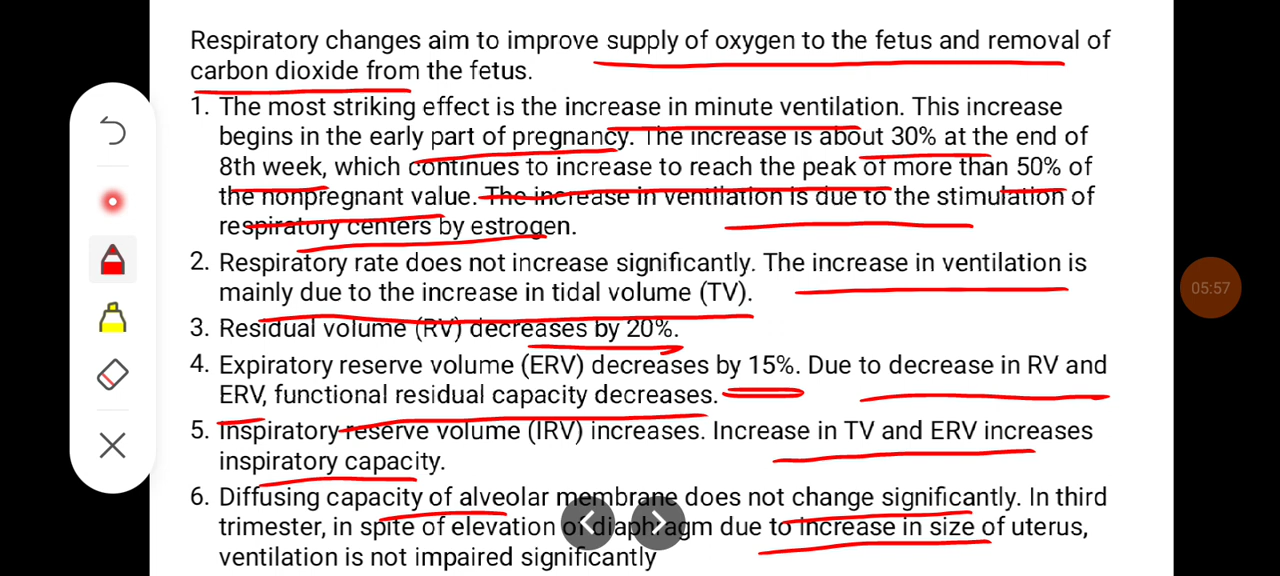 Respiratory changes aim to improve supply of oxygen to the fetus and removal of
carbon dioxide from the fetus.
1. The most striking effect is the increase in minute ventilation. This increase
begins in the early part of pregnancy. The increase is about 30% at the end of
8th week, which continues to increase to reach the peak of more than 50% of
the nonpregnant value. The increase in ventilation is due to the stimulation of
respiratory centers by estrogen.
2. Respiratory rate does not increase significantly. The increase in ventilation is
mainly due to the increase in tidal volume (TV).
3. Residual volume (RV) decreases by 20%.
4. Expiratory reserve volume (ERV) decreases by 15%. Due to decrease in RV and
ERV, functional residual capacity decreases.
5. Inspiratory reserve volume (IRV) increases. Increase in TV and ERV increases
inspiratory capacity.
6. Diffusing capacity of alveolar membrane does not change significantly. In third
trimester, in spite of elevation of diaphragm due to increase in size of uterus,
ventilation is not impaired significantly
05:57